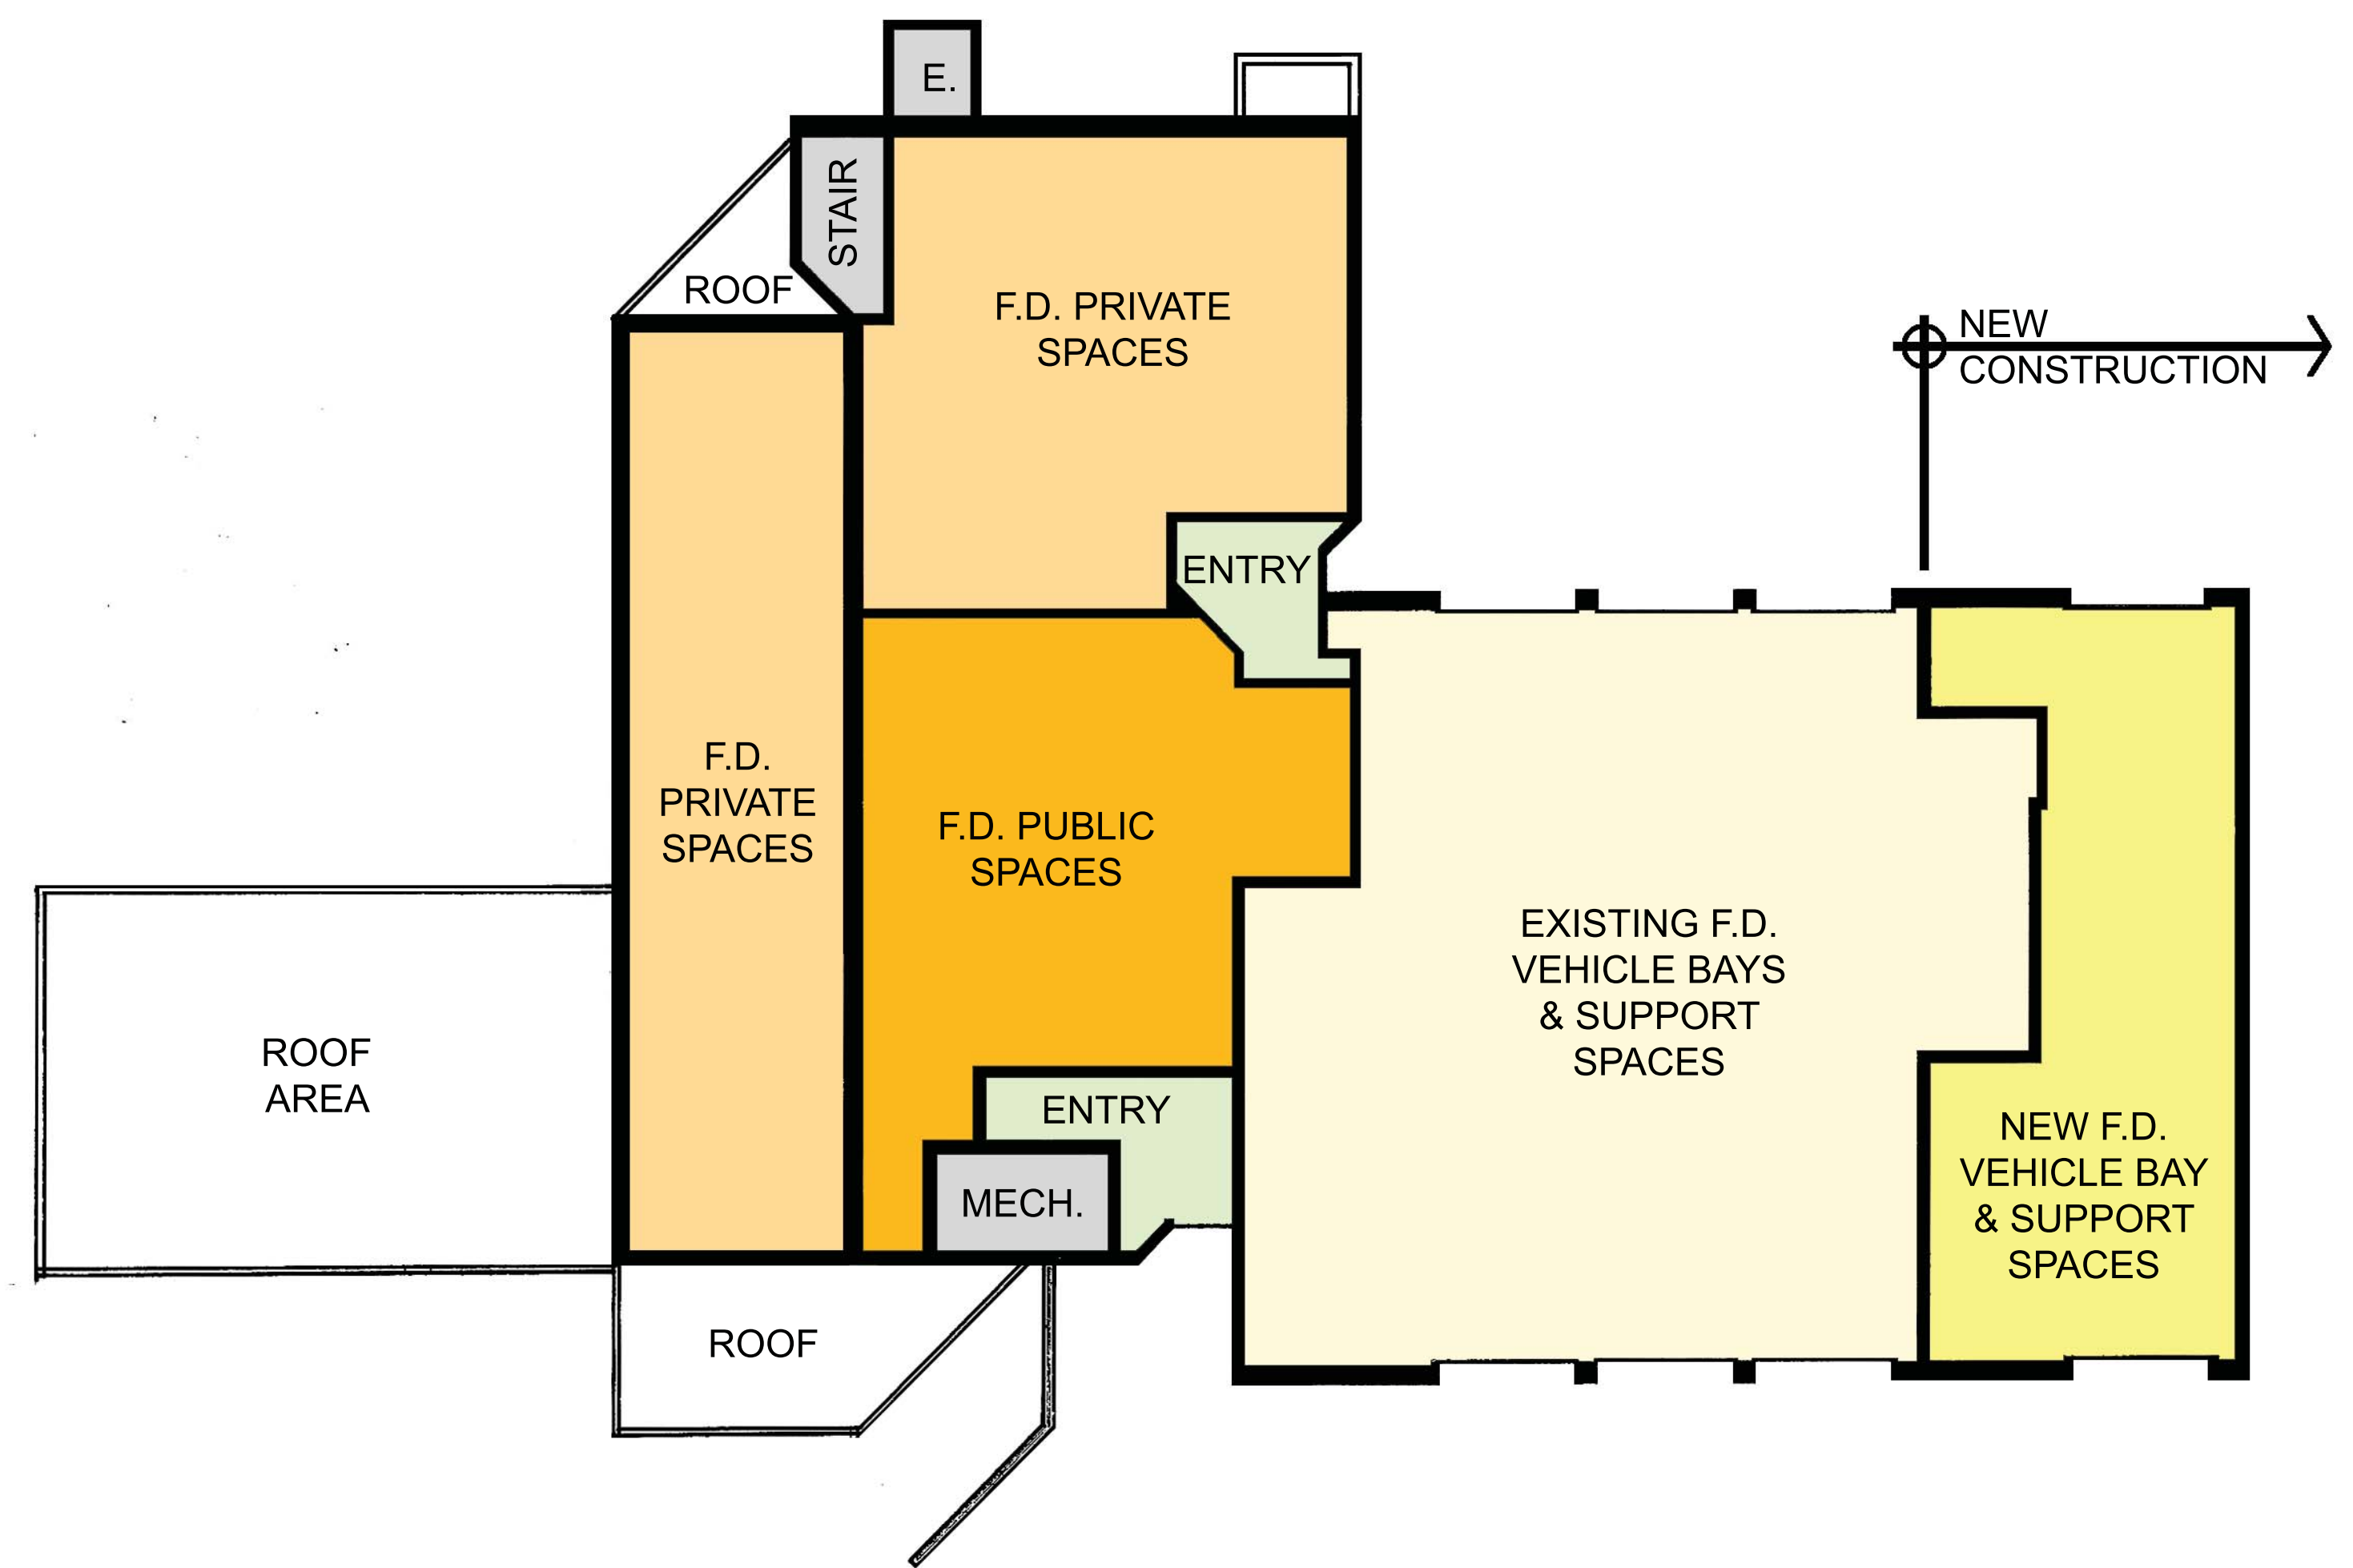 E.
STAIR
ROOF
F.D. PRIVATE
SPACES
NEW
CONSTRUCTION
ENTRY
F.D.
PRIVATE
SPACES
F.D. PUBLIC
SPACES
EXISTING F.D.
VEHICLE BAYS
& SUPPORT
SPACES
ROOF
AREA
ENTRY
MECH.
NEW F.D.
VEHICLE BAY
& SUPPORT
SPACES
ROOF